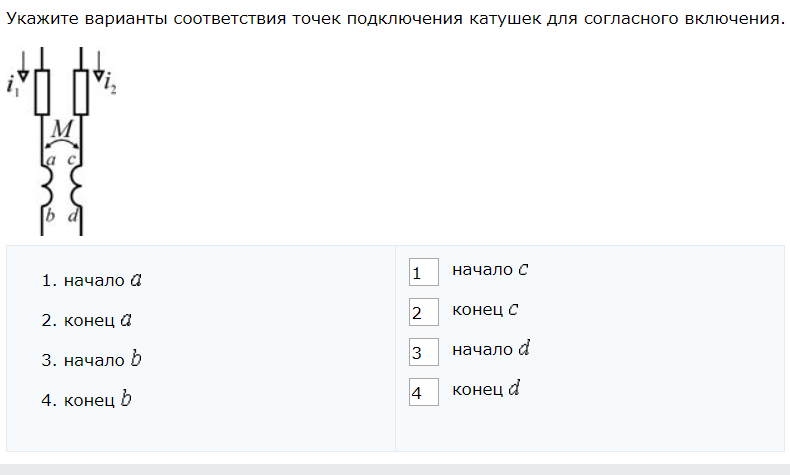 Укажите варианты соответствия точек подключения катушек для согласного включения.
i₁ i₂
M
a c
b d
1. начало a
2. конец a
3. начало b
4. конец b
1 начало c
2 конец c
3 начало d
4 конец d